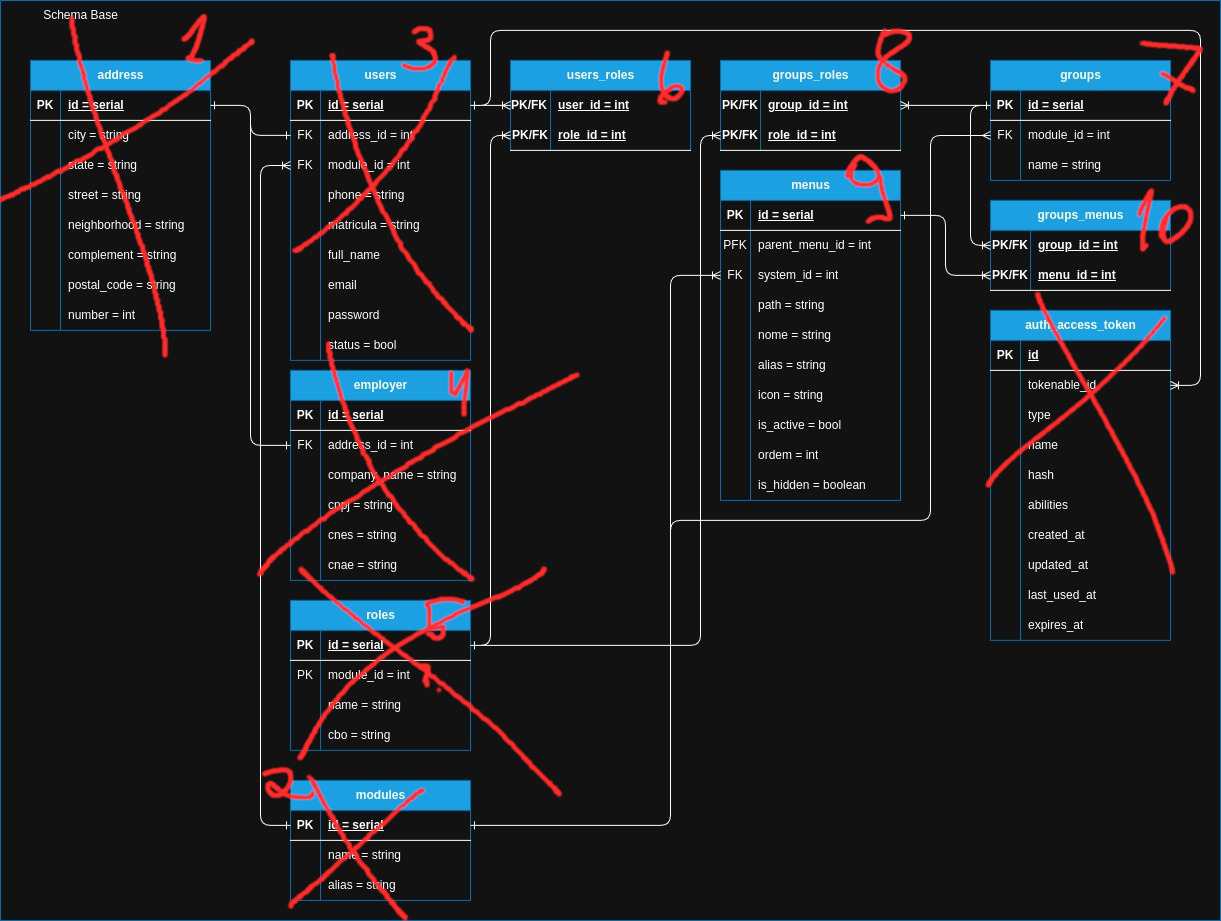 Schema Base
1
address
PK id = serial
city = string
state = string
street = string
neighborhood = string
complement = string
postal_code = string
number = int
3
users
PK id = serial
FK address_id = int
FK module_id = int
phone = string
matricula = string
full_name
email
password
status = bool
4
employer
PK id = serial
FK address_id = int
company_name = string
cnpj = string
cnes = string
cnae = string
5
roles
PK id = serial
PK module_id = int
?
name = string
cbo = string
2
modules
PK id = serial
name = string
alias = string
6
users_roles
PK/FK user_id = int
PK/FK role_id = int
8
groups_roles
PK/FK group_id = int
PK/FK role_id = int
9
menus
PK id = serial
PFK parent_menu_id = int
FK system_id = int
path = string
nome = string
alias = string
icon = string
is_active = bool
ordem = int
is_hidden = boolean
7
groups
PK id = serial
FK module_id = int
name = string
10
groups_menus
PK/FK group_id = int
PK/FK menu_id = int
auth_access_token
PK id
tokenable_id
type
name
hash
abilities
created_at
updated_at
last_used_at
expires_at